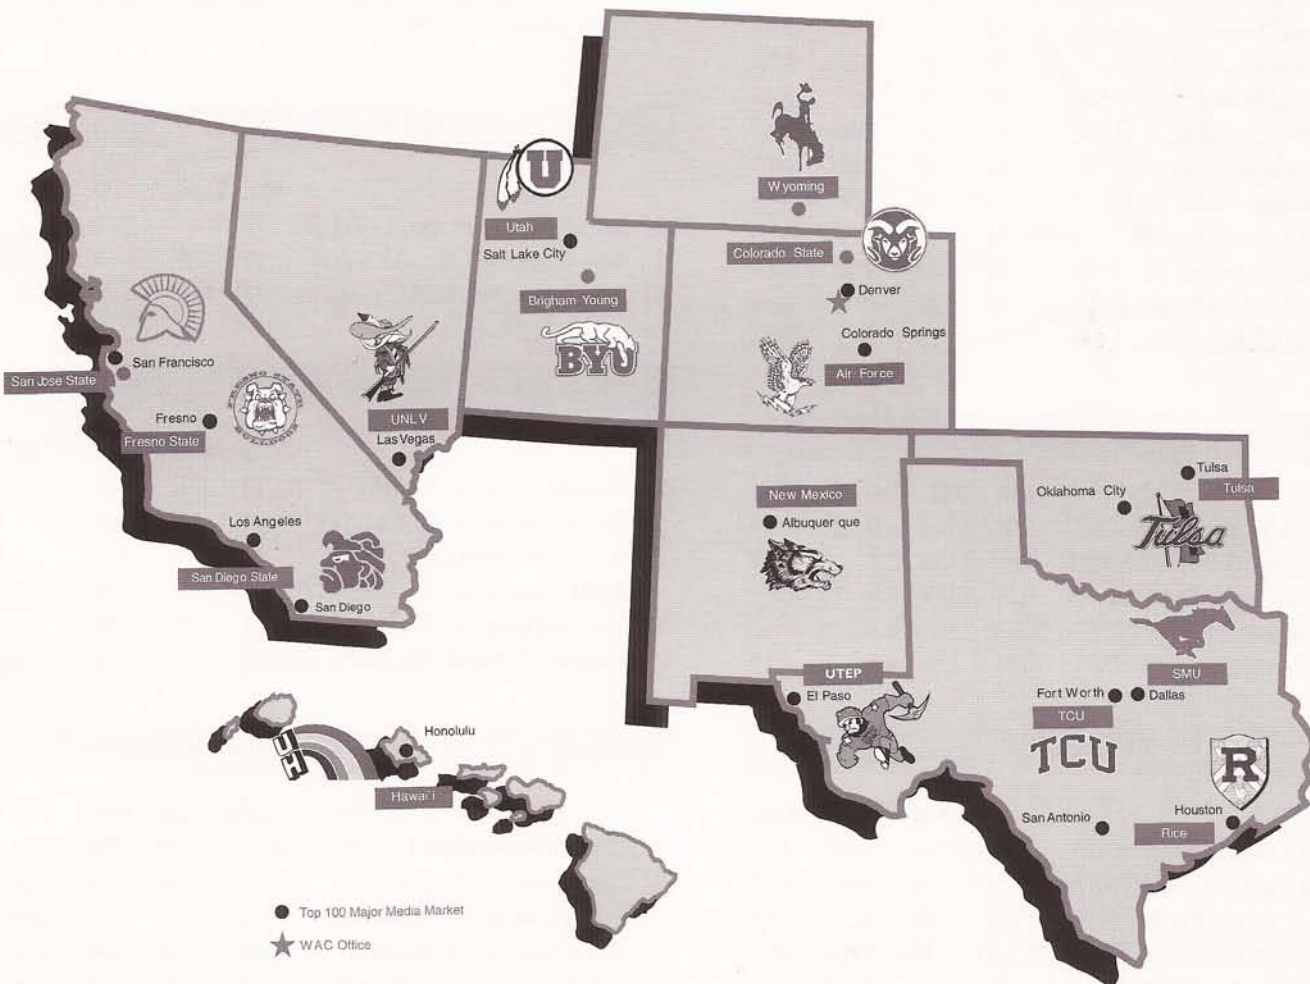 Wyoming
U
Utah
Salt Lake City
Brigham Young
BYU
Colorado State
Denver
Colorado Springs
Air Force
San Francisco
San Jose State
Fresno
Fresno State
FRESNO STATE
BULLDOGS
UNLV
Las Vegas
Los Angeles
San Diego State
San Diego
New Mexico
Albuquer que
Tulsa
Tulsa
Oklahoma City
Tulsa
UTEP
El Paso
SMU
Fort Worth
Dallas
TCU
TCU
R
Houston
San Antonio
Rice
Honolulu
UH
Hawai'i
Top 100 Major Media Market
WAC Office